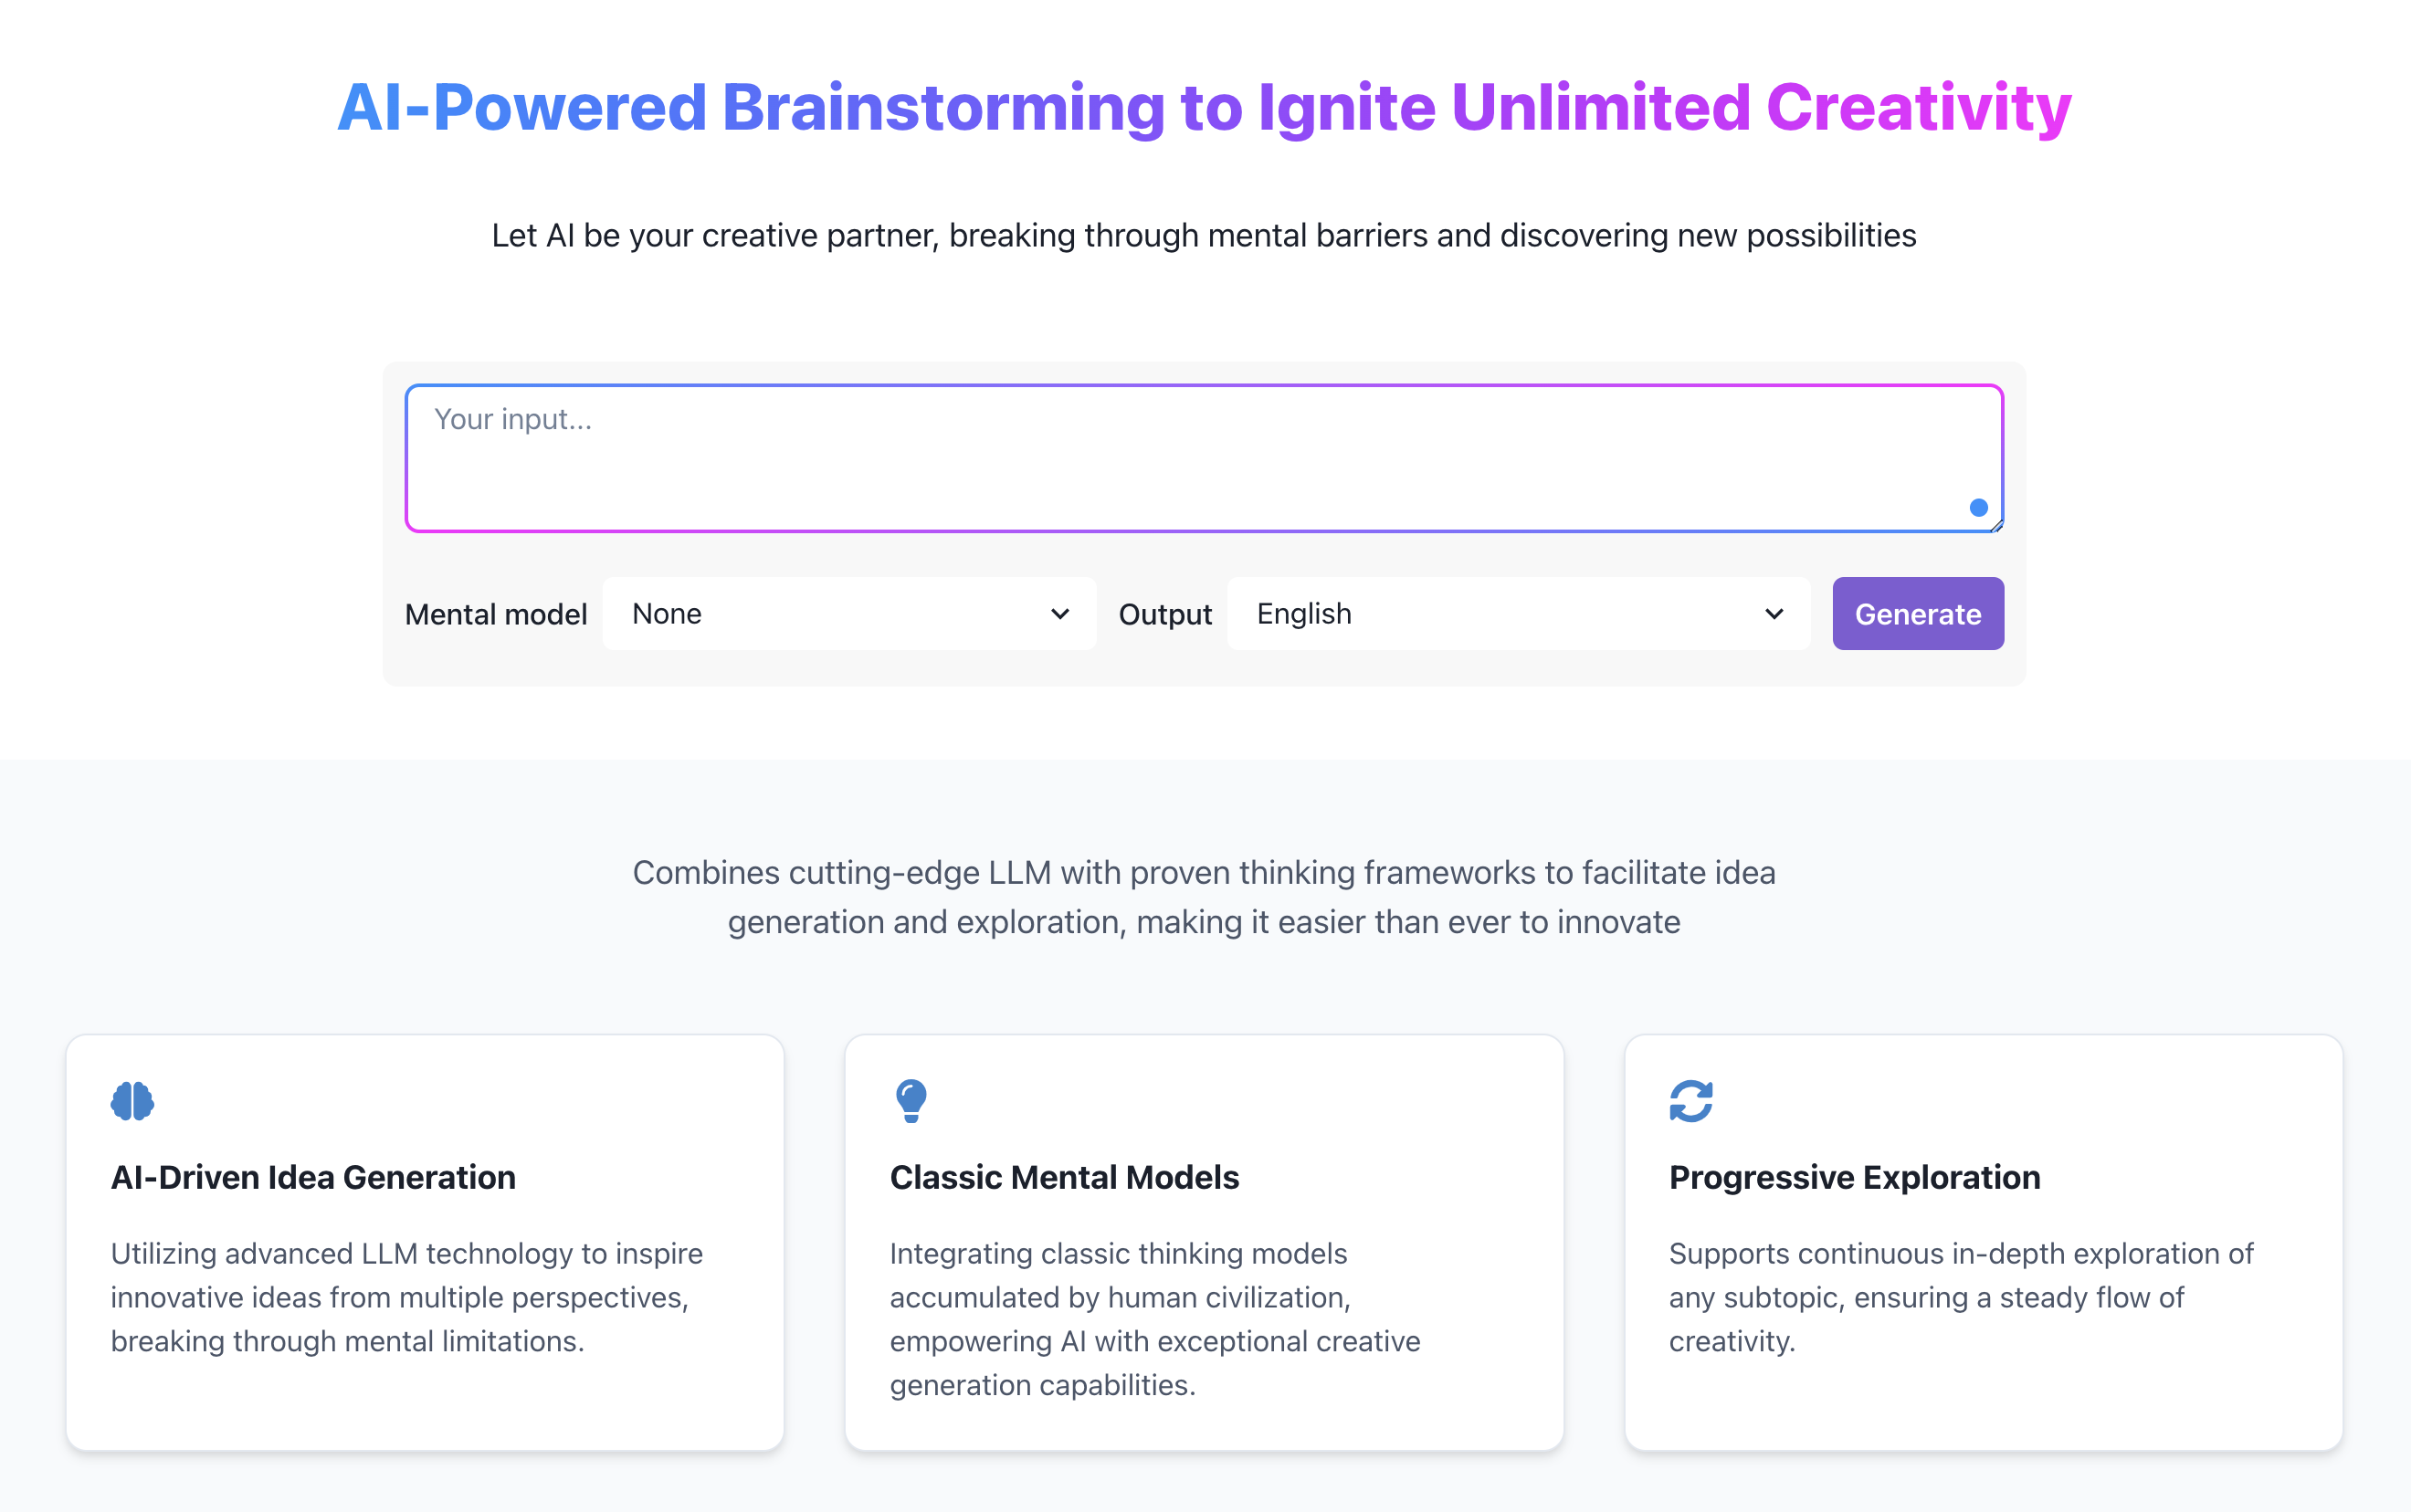 AI-Powered Brainstorming to Ignite Unlimited Creativity
Let AI be your creative partner, breaking through mental barriers and discovering new possibilities
Your input...
Mental model
None
Output
English
Generate
Combines cutting-edge LLM with proven thinking frameworks to facilitate idea
generation and exploration, making it easier than ever to innovate
AI-Driven Idea Generation
Utilizing advanced LLM technology to inspire
innovative ideas from multiple perspectives,
breaking through mental limitations.
Classic Mental Models
Integrating classic thinking models
accumulated by human civilization,
empowering AI with exceptional creative
generation capabilities.
Progressive Exploration
Supports continuous in-depth exploration of
any subtopic, ensuring a steady flow of
creativity.